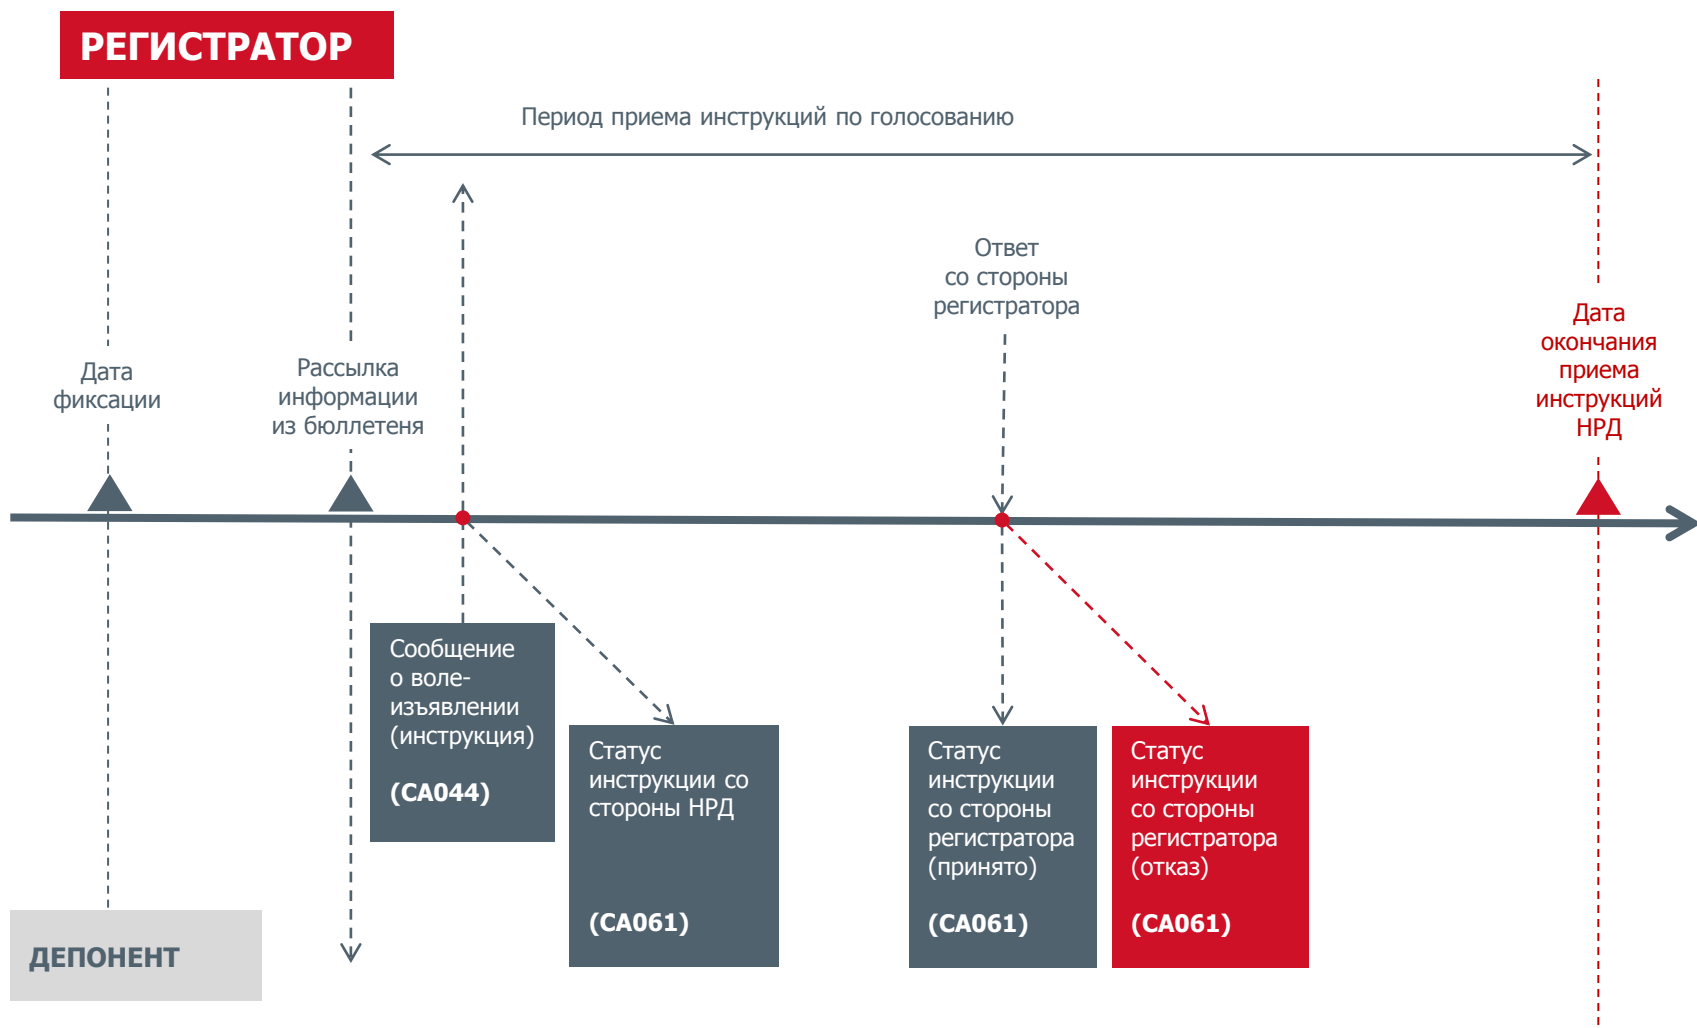 РЕГИСТРАТОР
Период приема инструкций по голосованию
Ответ
со стороны
регистратора
Дата
окончания
приема
инструкций
НРД
Дата
фиксации
Рассылка
информации
из бюллетеня
Сообщение
о воле-
изъявлении
(инструкция)
(CA044)
Статус
инструкции со
стороны НРД
(CA061)
Статус
инструкции
со стороны
регистратора
(принято)
(CA061)
Статус
инструкции
со стороны
регистратора
(отказ)
(CA061)
ДЕПОНЕНТ